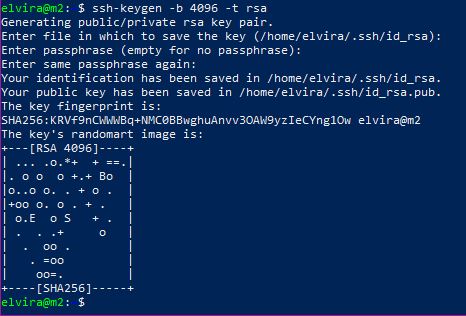 elvira@m2: $ ssh-keygen -b 4096 -t rsa
Generating public/private rsa key pair.
Enter file in which to save the key (/home/elvira/.ssh/id_rsa):
Enter passphrase (empty for no passphrase):
Enter same passphrase again:
Your identification has been saved in /home/elvira/.ssh/id_rsa.
Your public key has been saved in /home/elvira/.ssh/id_rsa.pub.
The key fingerprint is:
SHA256:KRVf9nCWWWBq+NMC0BBwghuAnvv3OAW9yzIeCYng1Ow elvira@m2
The key's randomart image is:
+---[RSA 4096]----+
| ... .o.*+  + ==.|
|. o o  o +.+ Bo  |
|o..o o. . + o .  |
|+oo o. o . + .   |
| o.E  o S   + .  |
| .  . .+     o   |
|  .  oo .        |
|   . =oo         |
|    oo=.         |
+----[SHA256]-----+
elvira@m2: $